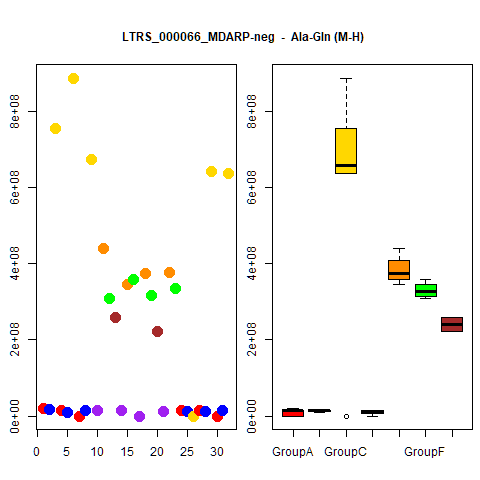 LTRS_000066_MDARP-neg - Ala-Gln (M-H)
8e+08
6e+08
4e+08
2e+08
0e+00
0 5 10 15 20 25 30
8e+08
6e+08
4e+08
2e+08
0e+00
GroupA GroupC GroupF